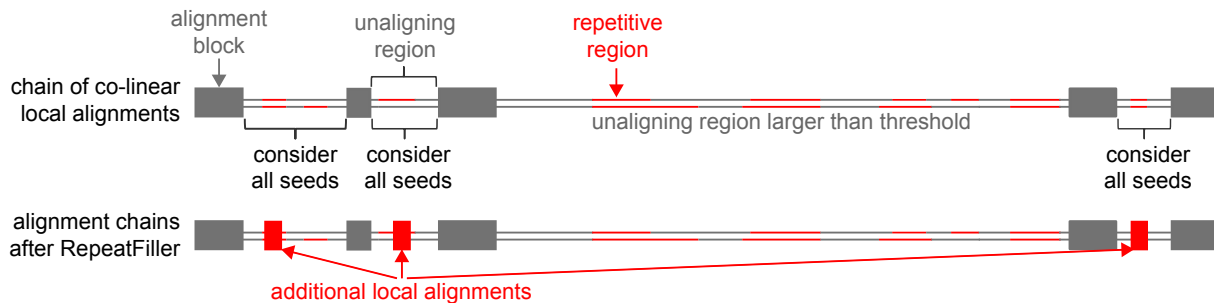 alignment
block
unaligning
region
repetitive
region
chain of co-linear
local alignments
unaligning region larger than threshold
consider
all seeds
consider
all seeds
consider
all seeds
alignment chains
after RepeatFiller
additional local alignments